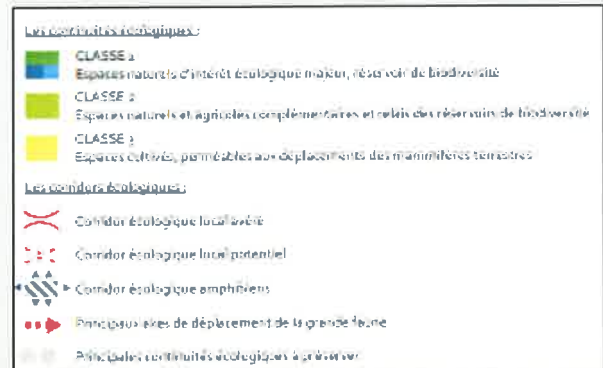 Les continuités écologiques :
CLASSE 1
Espaces naturels d'intérêt écologique majeur, réservoir de biodiversité
CLASSE 2
Espaces naturels et agricoles complémentaires et relais des réservoirs de biodiversité
CLASSE 3
Espaces cultivés, perméables aux déplacements des mammifères terrestres
Les corridors écologiques :
Corridor écologique local avéré
Corridor écologique local potentiel
Corridor écologique amphibiens
Principaux axes de déplacement de la grande faune
Principales continuités écologiques à préserver